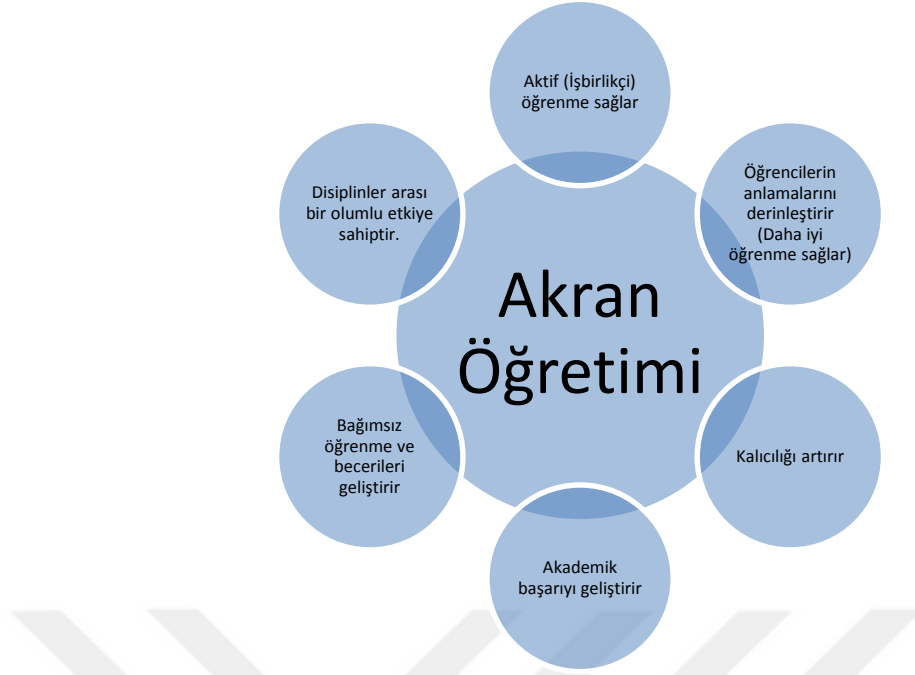 Aktif (İşbirlikçi)
öğrenme sağlar
Öğrencilerin
anlamalarını
derinleştirir
(Daha iyi
öğrenme sağlar)
Kalıcılığı artırır
Akademik
başarıyı geliştirir
Bağımsız
öğrenme ve
becerileri
geliştirir
Disiplinler arası
bir olumlu etkiye
sahiptir.
Akran
Öğretimi